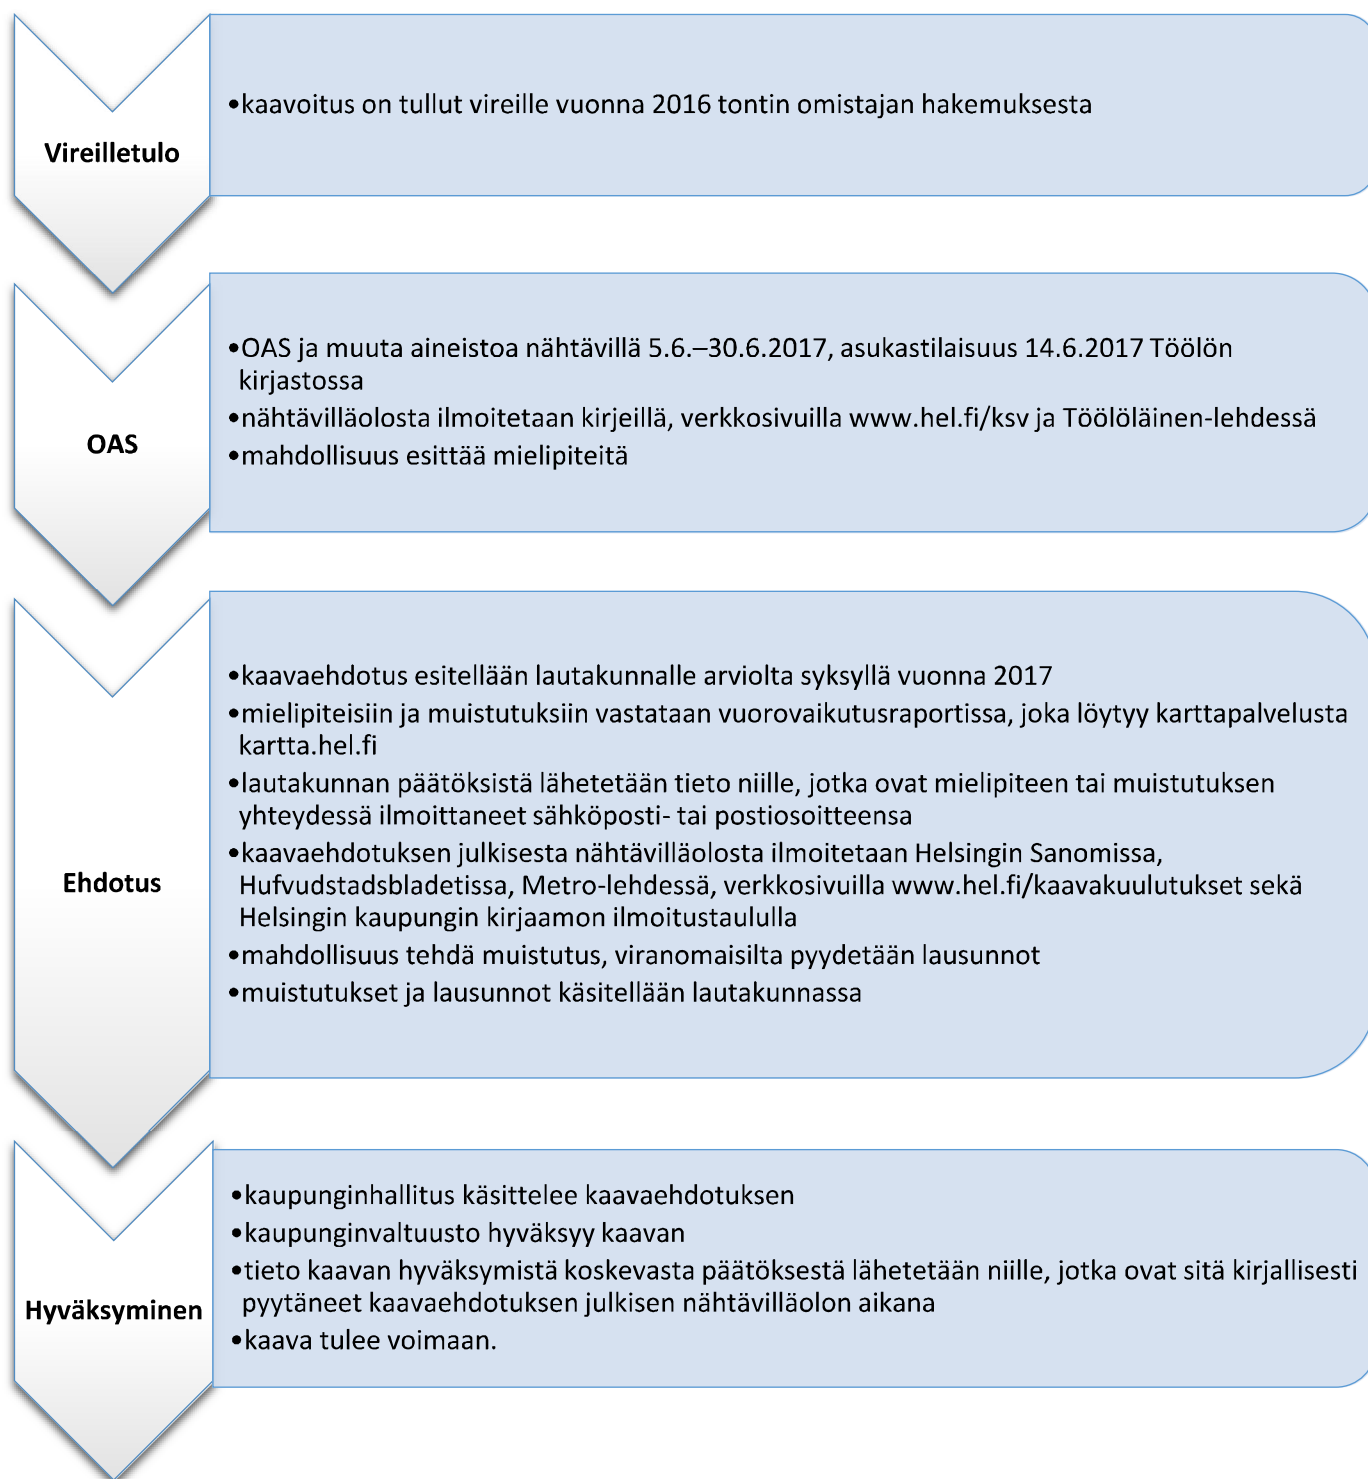 Vireilletulo
•kaavoitus on tullut vireille vuonna 2016 tontin omistajan hakemuksesta
OAS
•OAS ja muuta aineistoa nähtävillä 5.6.–30.6.2017, asukastilaisuus 14.6.2017 Töölön
kirjastossa
•nähtävilläolosta ilmoitetaan kirjeillä, verkkosivuilla www.hel.fi/ksv ja Töölöläinen-lehdessä
•mahdollisuus esittää mielipiteitä
Ehdotus
•kaavaehdotus esitellään lautakunnalle arviolta syksyllä vuonna 2017
•mielipiteisiin ja muistutuksiin vastataan vuorovaikutusraportissa, joka löytyy karttapalvelusta
kartta.hel.fi
•lautakunnan päätöksistä lähetetään tieto niille, jotka ovat mielipiteen tai muistutuksen
yhteydessä ilmoittaneet sähköposti- tai postiosoitteensa
•kaavaehdotuksen julkisesta nähtävilläolosta ilmoitetaan Helsingin Sanomissa,
Hufvudstadsbladetissa, Metro-lehdessä, verkkosivuilla www.hel.fi/kaavakuulutukset sekä
Helsingin kaupungin kirjaamon ilmoitustaululla
•mahdollisuus tehdä muistutus, viranomaisilta pyydetään lausunnot
•muistutukset ja lausunnot käsitellään lautakunnassa
Hyväksyminen
•kaupunginhallitus käsittelee kaavaehdotuksen
•kaupunginvaltuusto hyväksyy kaavan
•tieto kaavan hyväksymistä koskevasta päätöksestä lähetetään niille, jotka ovat sitä kirjallisesti
pyytäneet kaavaehdotuksen julkisen nähtävilläolon aikana
•kaava tulee voimaan.